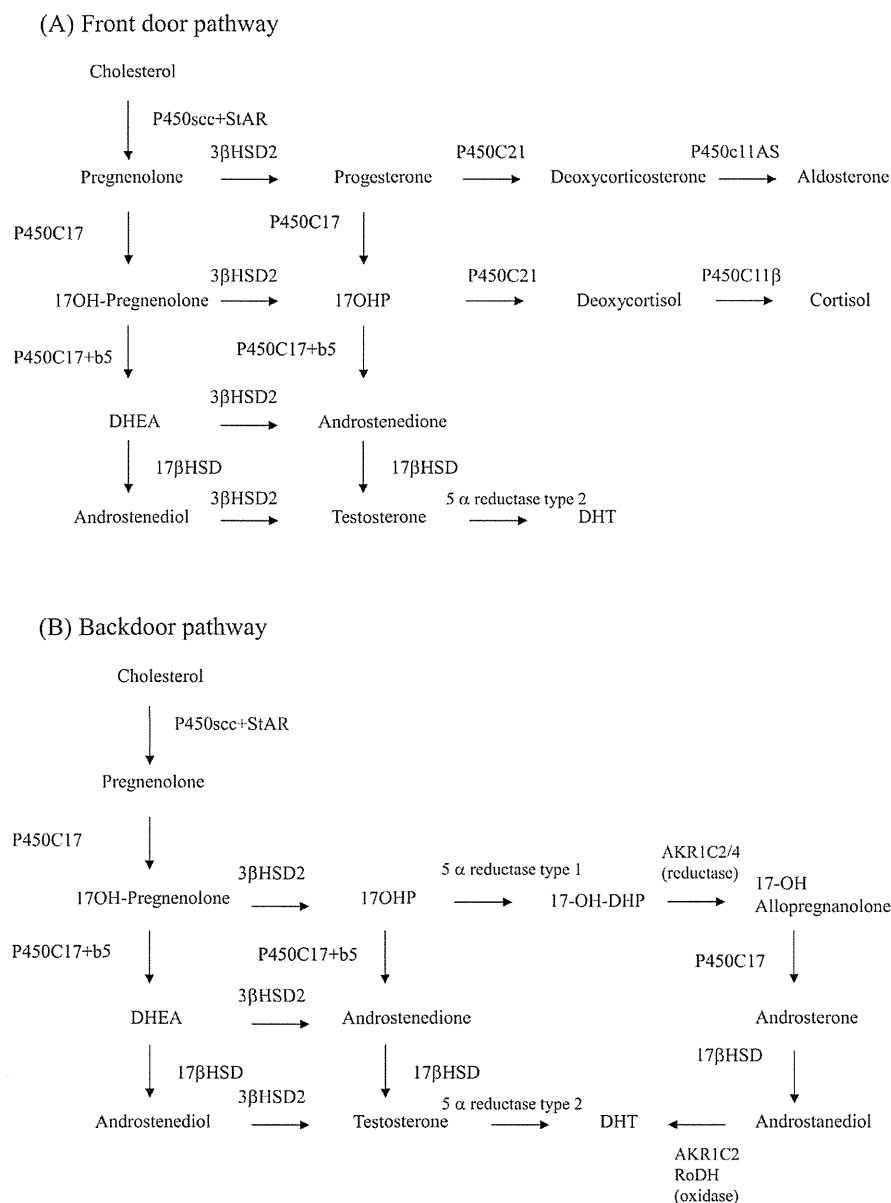 (A) Front door pathway
Cholesterol
P450scc+StAR
3βHSD2
P450C21
P450c11AS
Pregnenolone
Progesterone
Deoxycorticosterone
Aldosterone
P450C17
P450C17
3βHSD2
P450C21
P450C11β
17OH-Pregnenolone
17OHP
Deoxycortisol
Cortisol
P450C17+b5
P450C17+b5
3βHSD2
DHEA
Androstenedione
17βHSD
17βHSD
3βHSD2
5 α reductase type 2
Androstenediol
Testosterone
DHT
(B) Backdoor pathway
Cholesterol
P450scc+StAR
Pregnenolone
P450C17
3βHSD2
5 α reductase type 1
AKR1C2/4
(reductase)
17OH-Pregnenolone
17OHP
17-OH-DHP
17-OH
Allopregnanolone
P450C17+b5
P450C17+b5
P450C17
3βHSD2
DHEA
Androstenedione
Androsterone
17βHSD
17βHSD
17βHSD
3βHSD2
5 α reductase type 2
Androstenediol
Testosterone
DHT
Androstanediol
AKR1C2
RoDH
(oxidase)